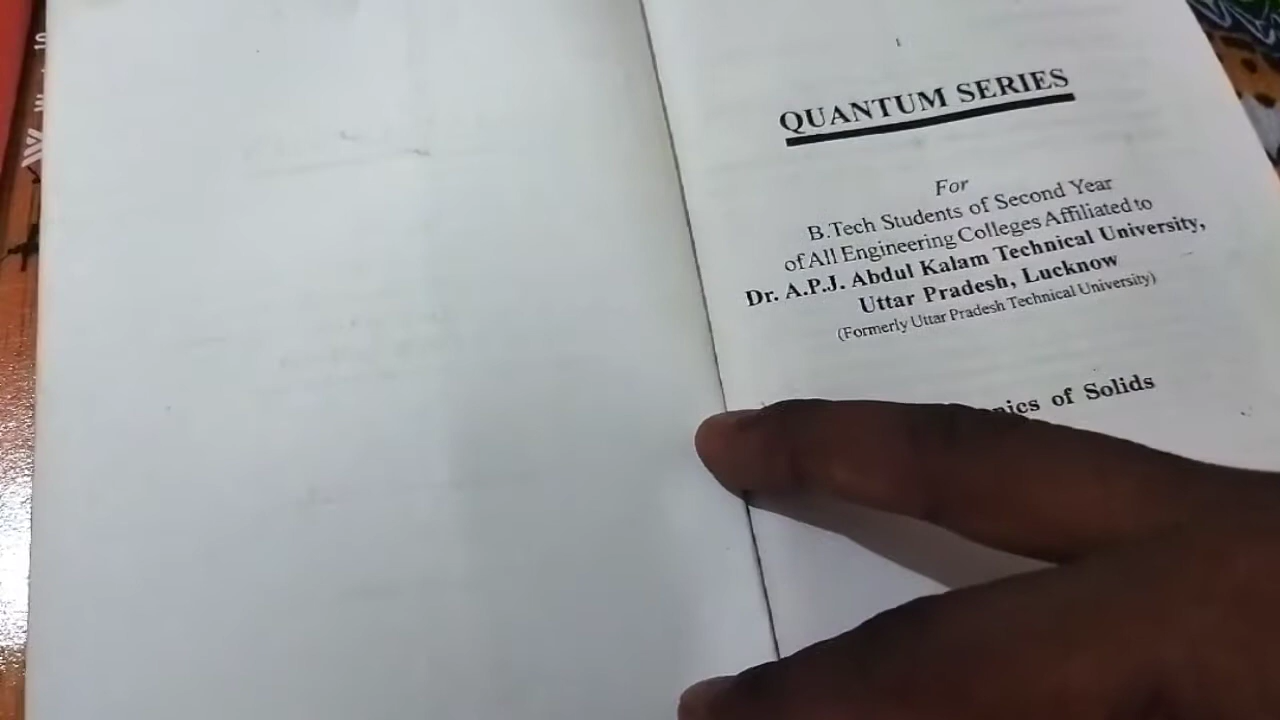 QUANTUM SERIES
For
B.Tech Students of Second Year
of All Engineering Colleges Affiliated to
Dr. A.P.J. Abdul Kalam Technical University,
Uttar Pradesh, Lucknow
(Formerly Uttar Pradesh Technical University)
of Solids